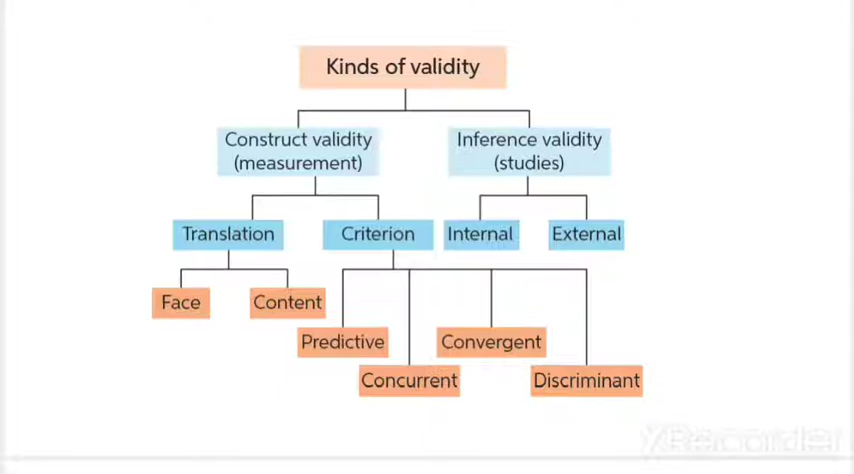 Kinds of validity
Construct validity
(measurement)
Inference validity
(studies)
Translation
Criterion
Internal
External
Face
Content
Predictive
Convergent
Concurrent
Discriminant
XRecorder